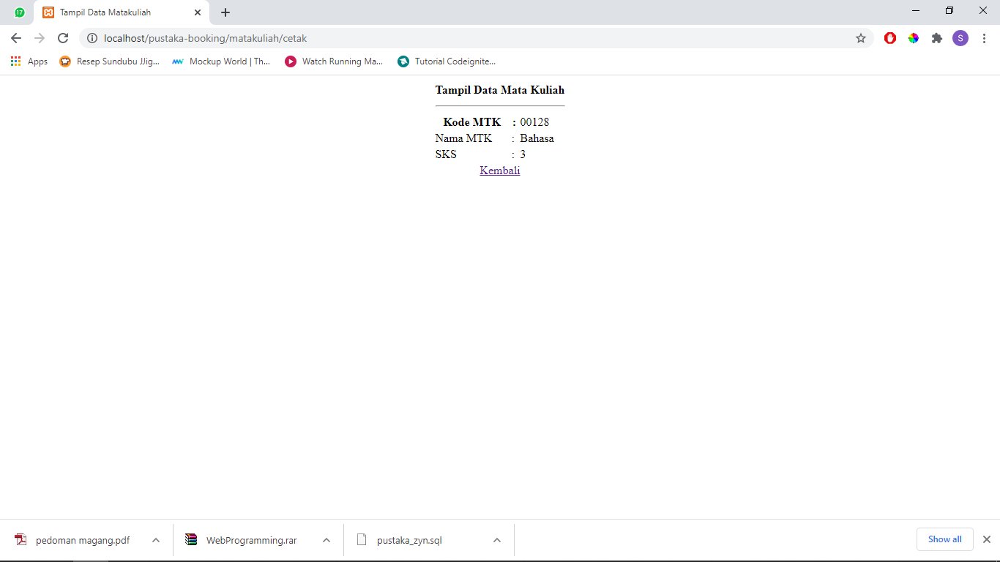 17
Tampil Data Matakuliah
localhost/pustaka-booking/matakuliah/cetak
S
Apps
Resep Sundubu JJig...
Mockup World | Th...
Watch Running Ma...
Tutorial Codeignite...
Tampil Data Mata Kuliah
Kode MTK : 00128
Nama MTK : Bahasa
SKS : 3
Kembali
pedoman magang.pdf
WebProgramming.rar
pustaka_zyn.sql
Show all